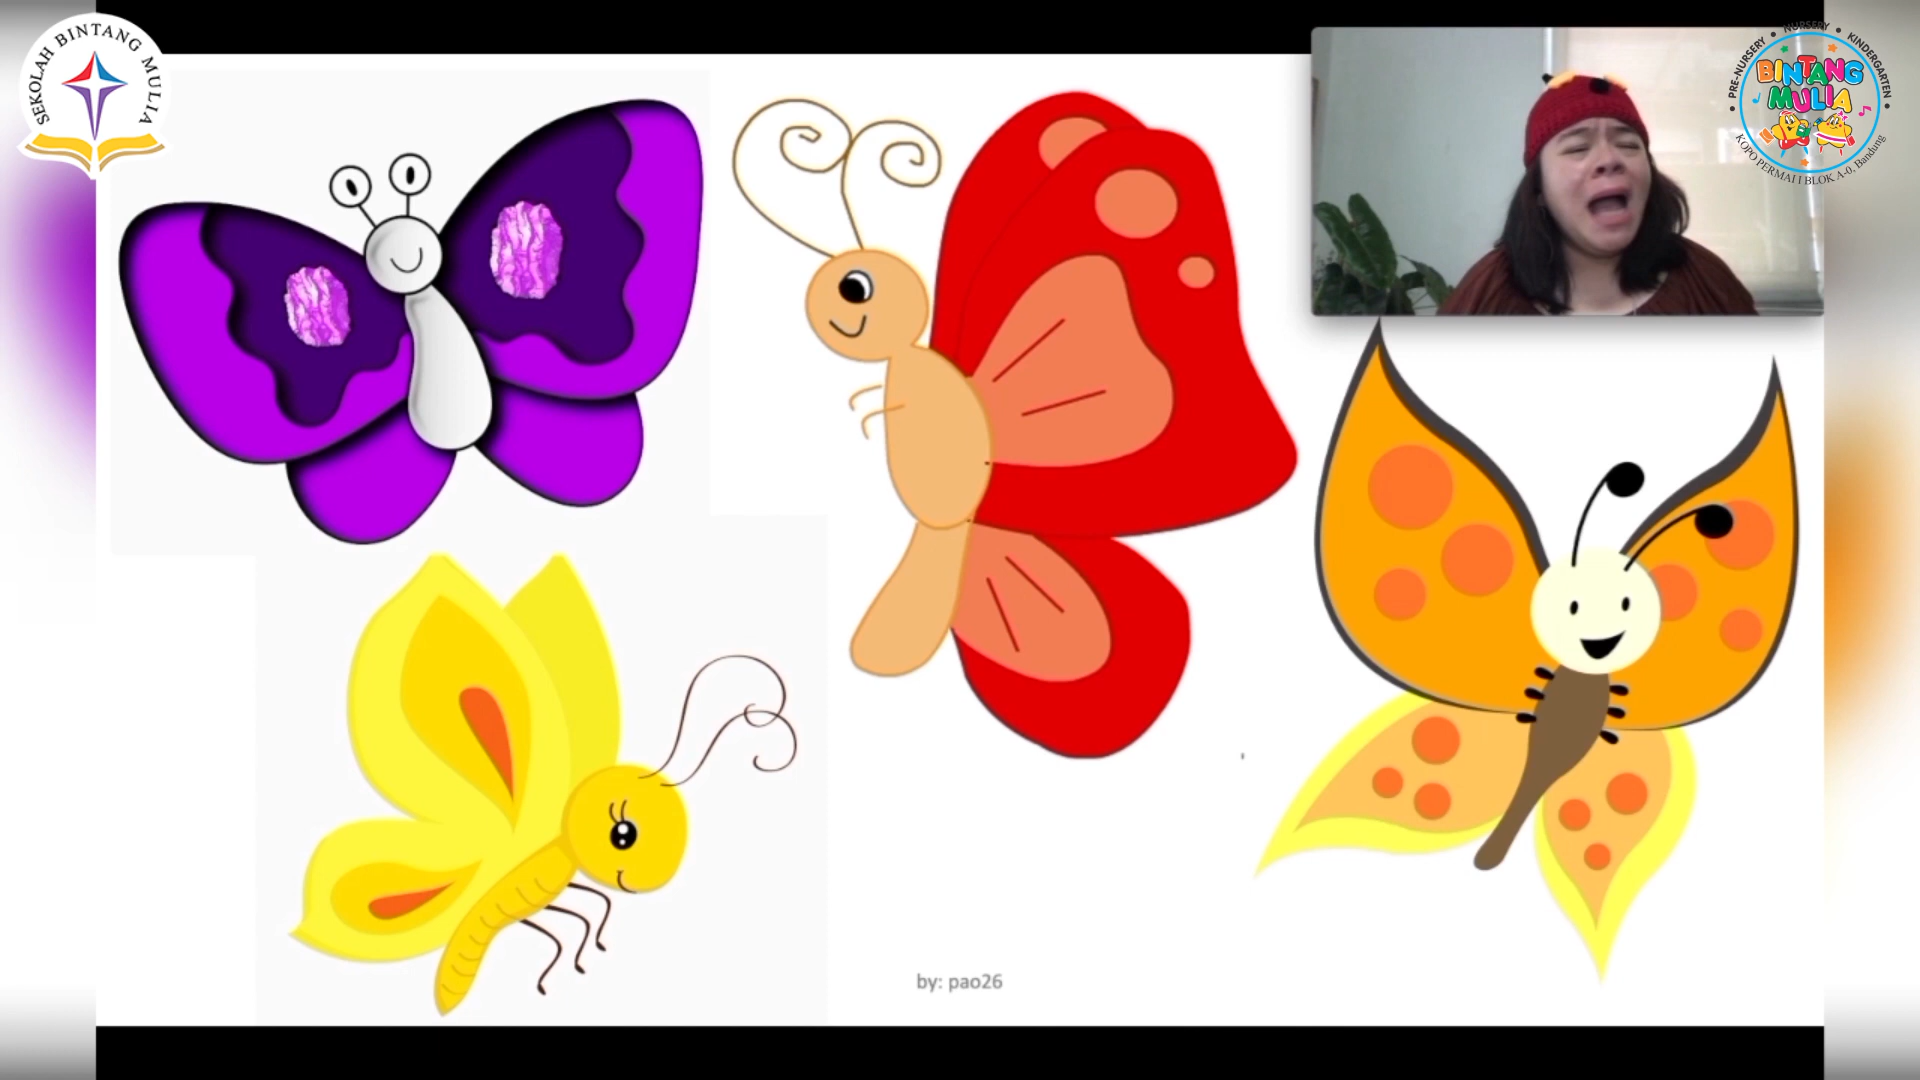 SEKOLAH BINTANG MULIA
PRE-NURSERY • NURSERY • KINDERGARTEN
BINTANG
MULIA
KOPO PERMAI I BLOK A-0, Bandung
by: pao26